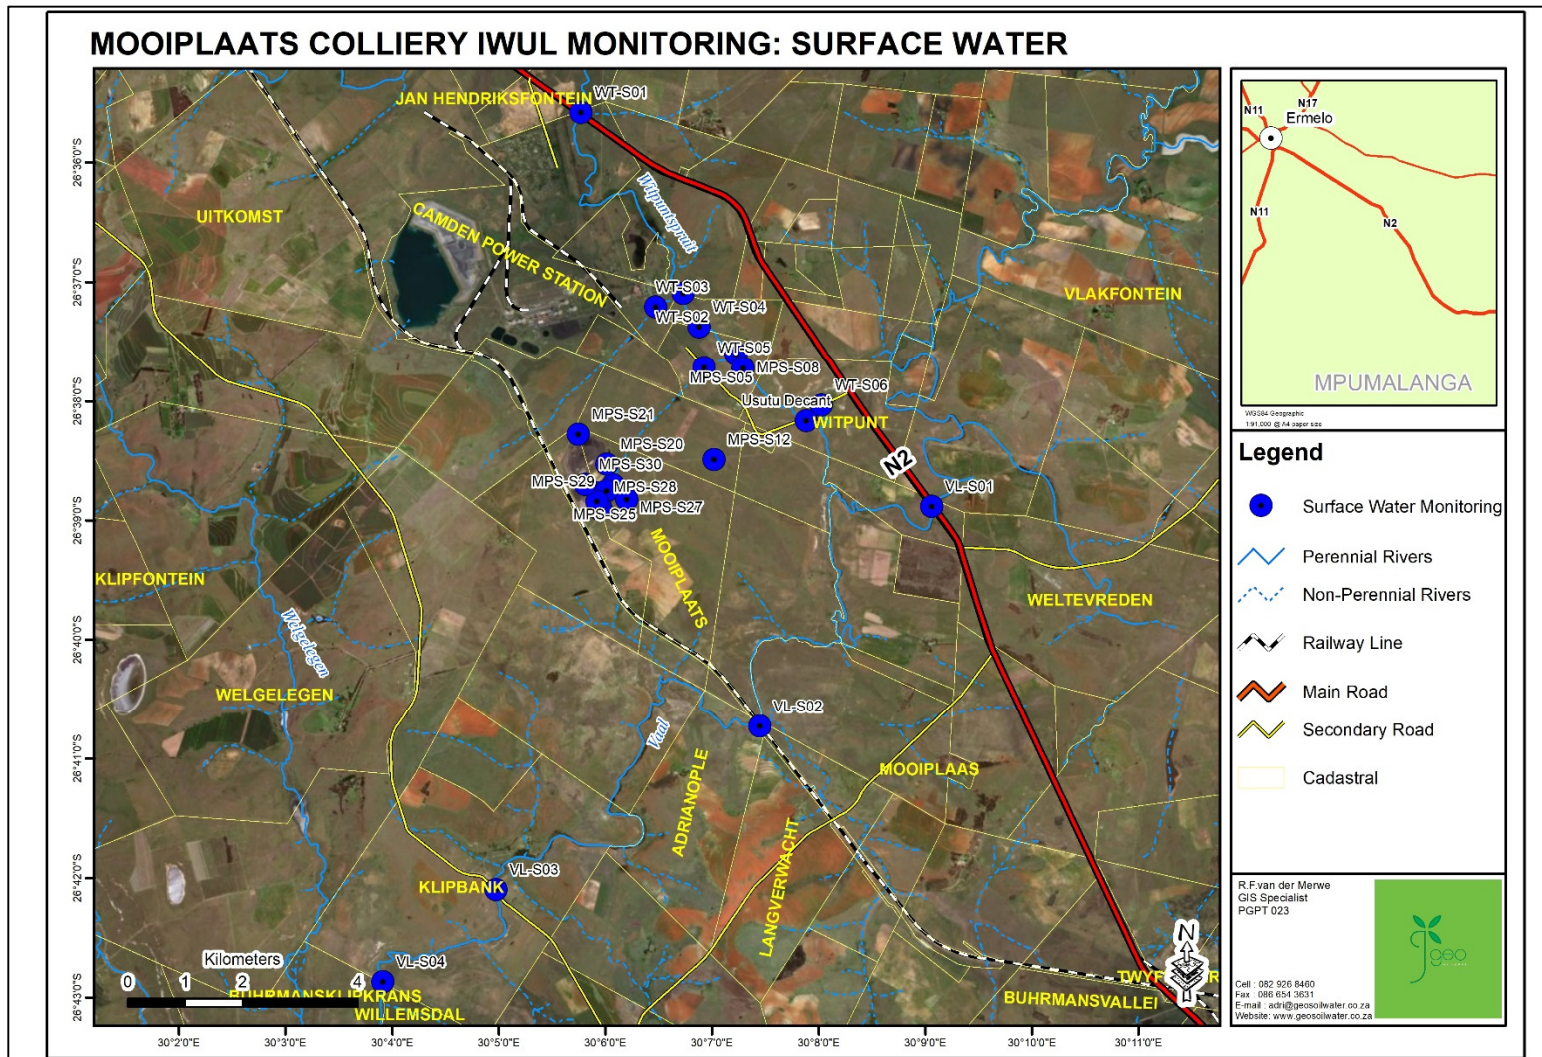 MOOIPLAATS COLLIERY IWUL MONITORING: SURFACE WATER
JAN HENDRIKSFONTEIN
WT-S01
26°36'0"S
Witpuntspruit
UITKOMST
CAMDEN POWER STATION
26°37'0"S
WT-S03
WT-S04
WT-S02
VLAKFONTEIN
WT-S05
MPS-S08
MPS-S05
WT-S06
26°38'0"S
Usutu Decant
WITPUNT
MPS-S21
MPS-S12
MPS-S20
MPS-S30
N2
MPS-S29
MPS-S28
VL-S01
MPS-S27
MPS-S25
26°39'0"S
MOOIPLAATS
KLIPFONTEIN
WELTEVREDEN
Welgelegen
26°40'0"S
WELGELEGEN
VL-S02
Vaal
26°41'0"S
MOOIPLAAS
ADRIANOPLE
LANGVERWACHT
VL-S03
26°42'0"S
KLIPBANK
Kilometers
VL-S04
0 1 2 4
BUHRMANSKLIPKRANS
26°43'0"S
WILLEMSDAL
BUHRMANSVALLEI
N
30°2'0"E 30°3'0"E 30°4'0"E 30°5'0"E 30°6'0"E 30°7'0"E 30°8'0"E 30°9'0"E 30°10'0"E 30°11'0"E
N11
N17
Ermelo
N11
N2
MPUMALANGA
WGS84 Geographic
1:91,000 @ A4 paper size
Legend
Surface Water Monitoring
Perennial Rivers
Non-Perennial Rivers
Railway Line
Main Road
Secondary Road
Cadastral
R.F.van der Merwe
GIS Specialist
PGPT 023
Cell : 082 926 8460
Fax : 086 654 3631
E-mail : adri@geosoilwater.co.za
Website: www.geosoilwater.co.za
geo